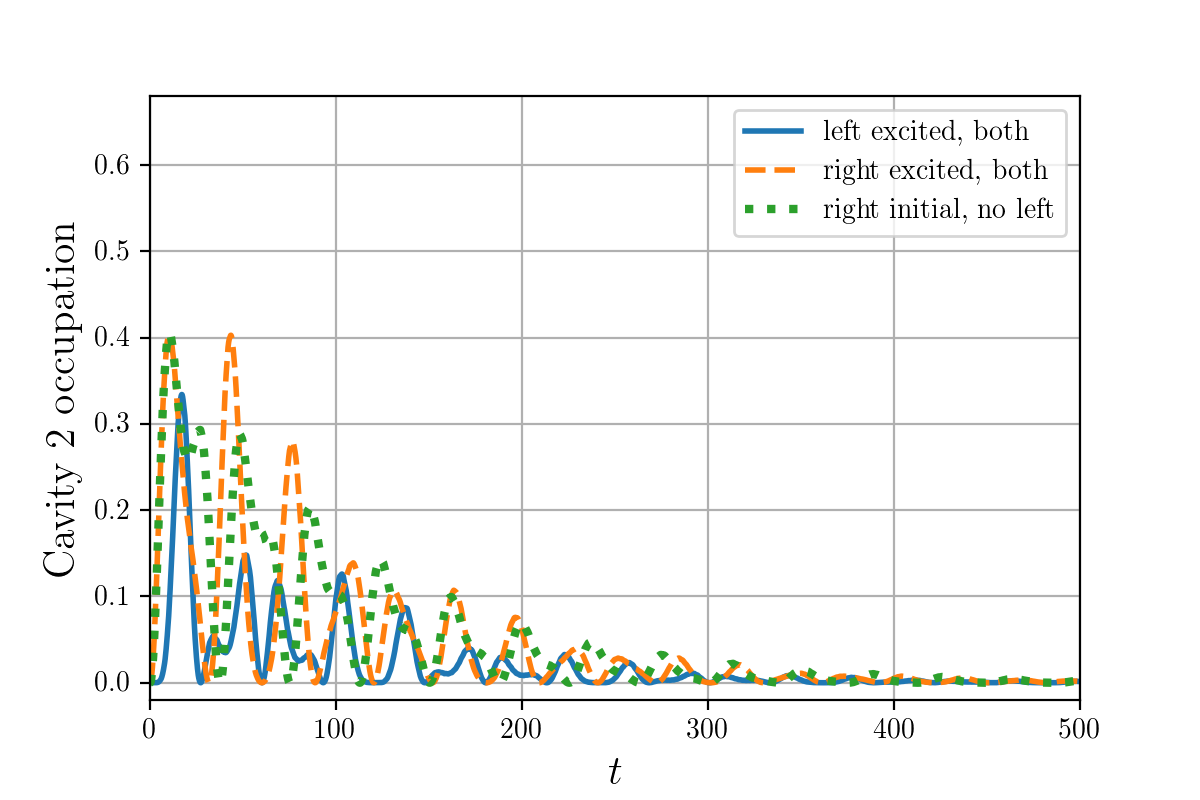 left excited, both
right excited, both
right initial, no left
0.6
0.5
0.4
0.3
0.2
0.1
0.0
Cavity 2 occupation
0 100 200 300 400 500
t